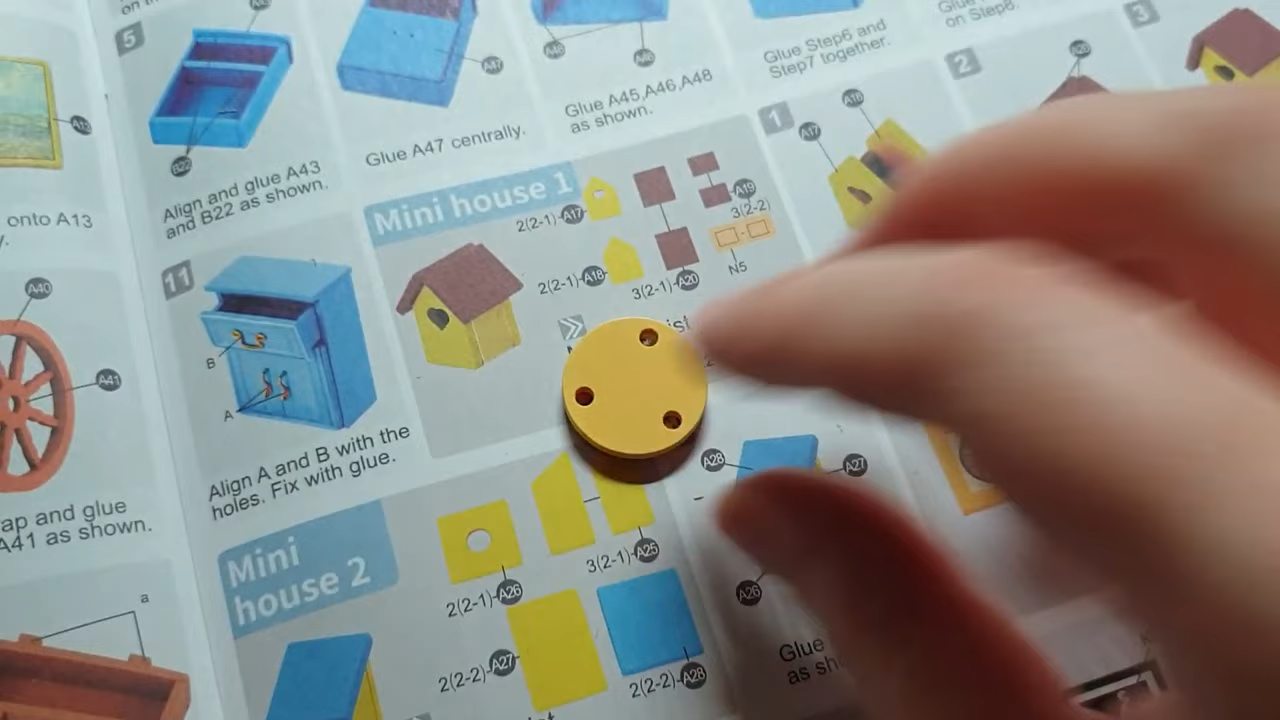 5
B22
Align and glue A43
and B22 as shown.
A47
Glue A47 centrally.
A46
Glue A45,A46,A48
as shown.
Glue Step6 and
Step7 together.
on Step8.
3
2
A20
1
A17
A18
A13
onto A13
Mini house 1
2(2-1)-A17
2(2-1)-A18
A19
3(2-2)
3(2-1)-A20
N5
11
B
A
Align A and B with the
holes. Fix with glue.
A40
A41
ap and glue
A41 as shown.
a
Mini
house 2
2(2-1)-A26
3(2-1)-A25
2(2-2)-A27
2(2-2)-A28
A28
A27
A26
Glue
as sh